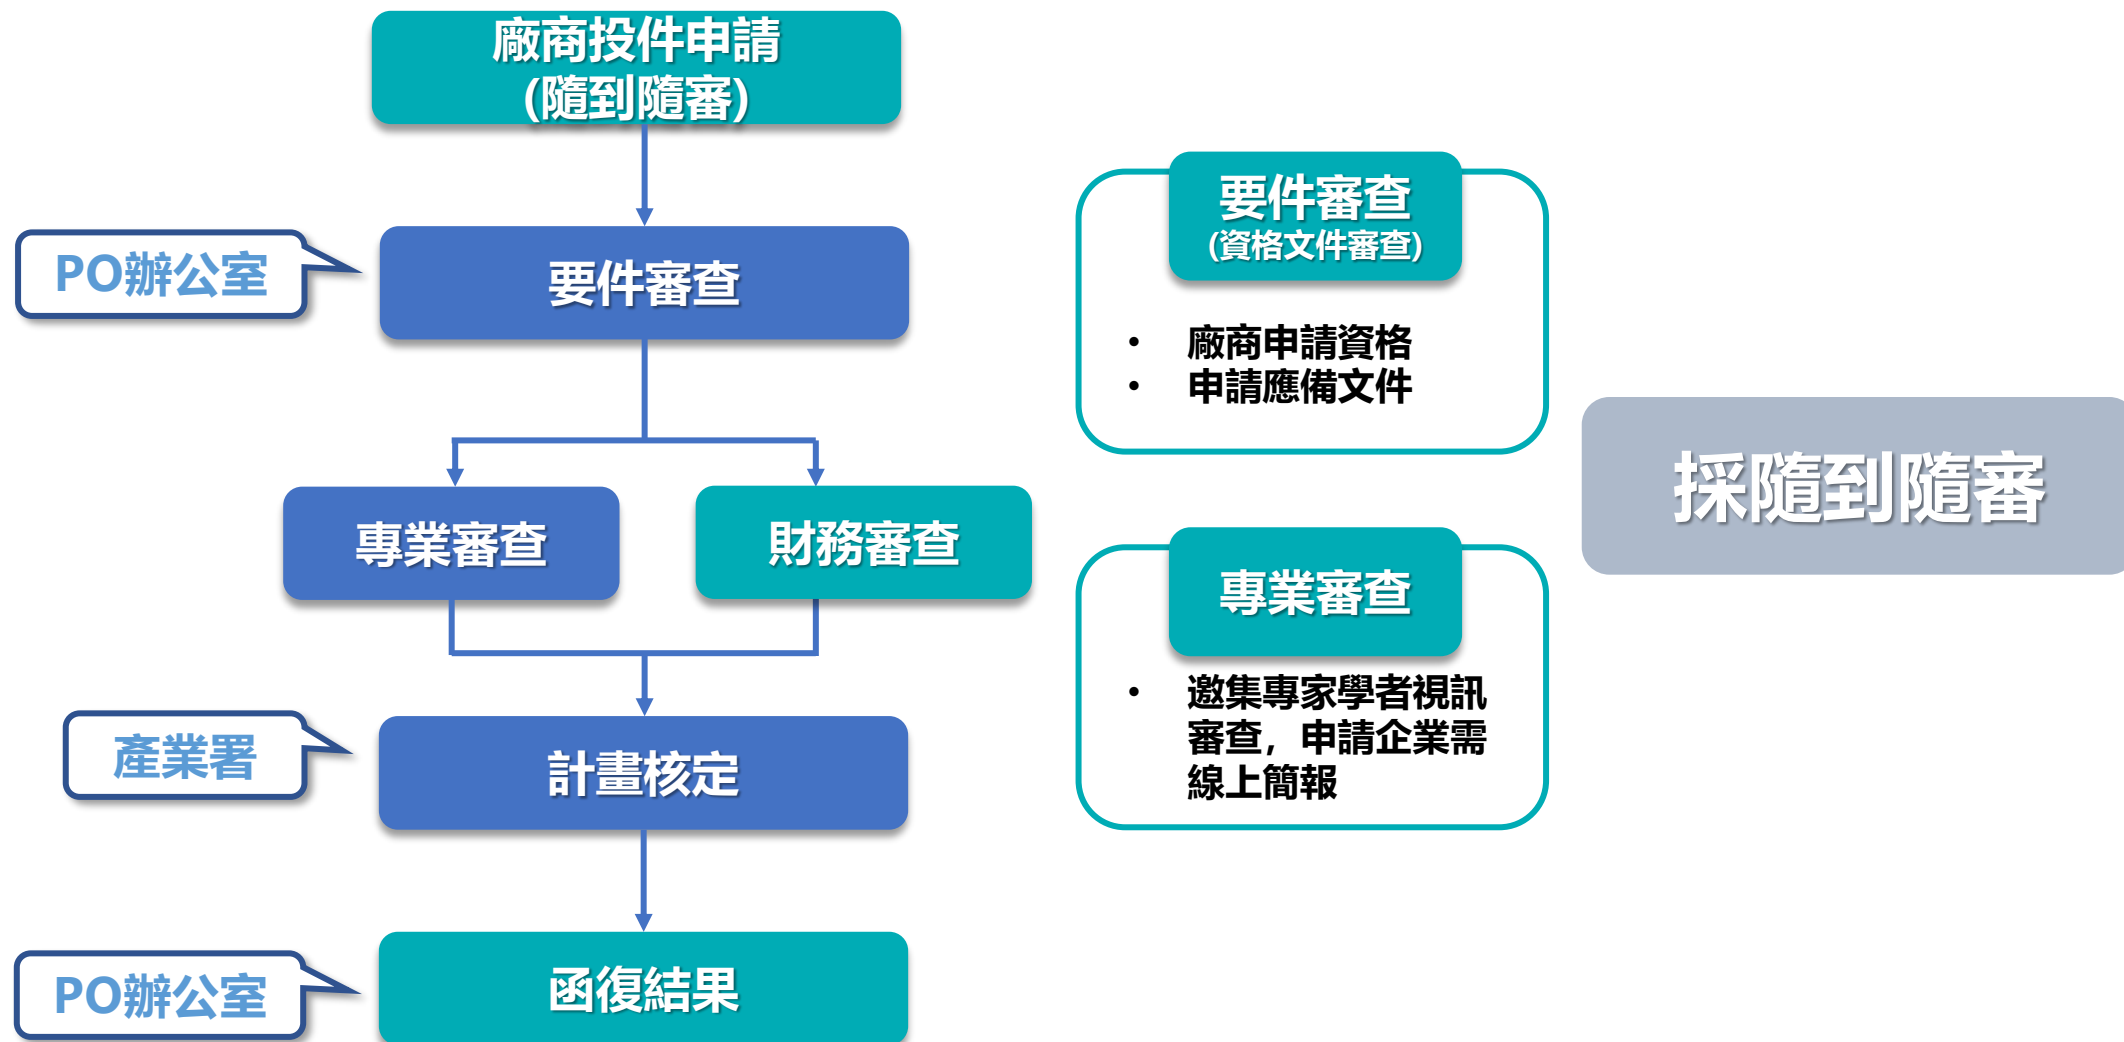 廠商投件申請
(隨到隨審)
PO辦公室
要件審查
專業審查
財務審查
產業署
計畫核定
PO辦公室
函復結果
要件審查
(資格文件審查)
• 廠商申請資格
• 申請應備文件
專業審查
• 邀集專家學者視訊
審查，申請企業需
線上簡報
採隨到隨審